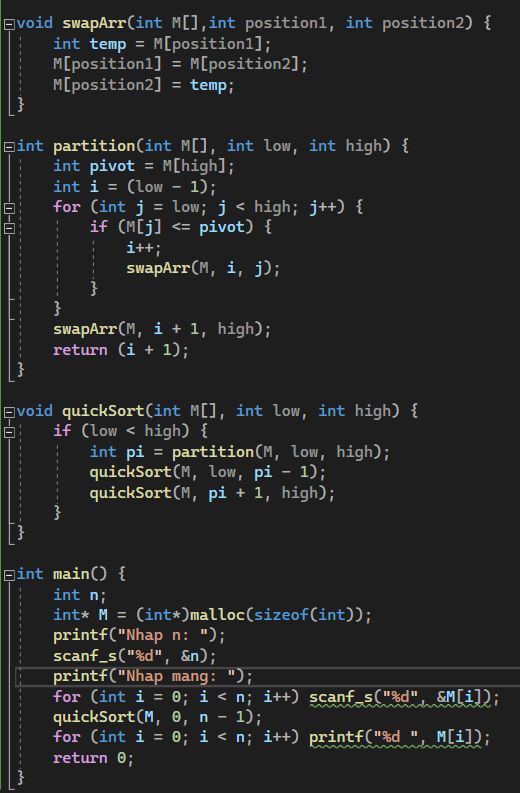 void swapArr(int M[],int position1, int position2) {
    int temp = M[position1];
    M[position1] = M[position2];
    M[position2] = temp;
}

int partition(int M[], int low, int high) {
    int pivot = M[high];
    int i = (low - 1);
    for (int j = low; j < high; j++) {
        if (M[j] <= pivot) {
            i++;
            swapArr(M, i, j);
        }
    }
    swapArr(M, i + 1, high);
    return (i + 1);
}

void quickSort(int M[], int low, int high) {
    if (low < high) {
        int pi = partition(M, low, high);
        quickSort(M, low, pi - 1);
        quickSort(M, pi + 1, high);
    }
}

int main() {
    int n;
    int* M = (int*)malloc(sizeof(int));
    printf("Nhap n: ");
    scanf_s("%d", &n);
    printf("Nhap mang: ");
    for (int i = 0; i < n; i++) scanf_s("%d", &M[i]);
    quickSort(M, 0, n - 1);
    for (int i = 0; i < n; i++) printf("%d ", M[i]);
    return 0;
}